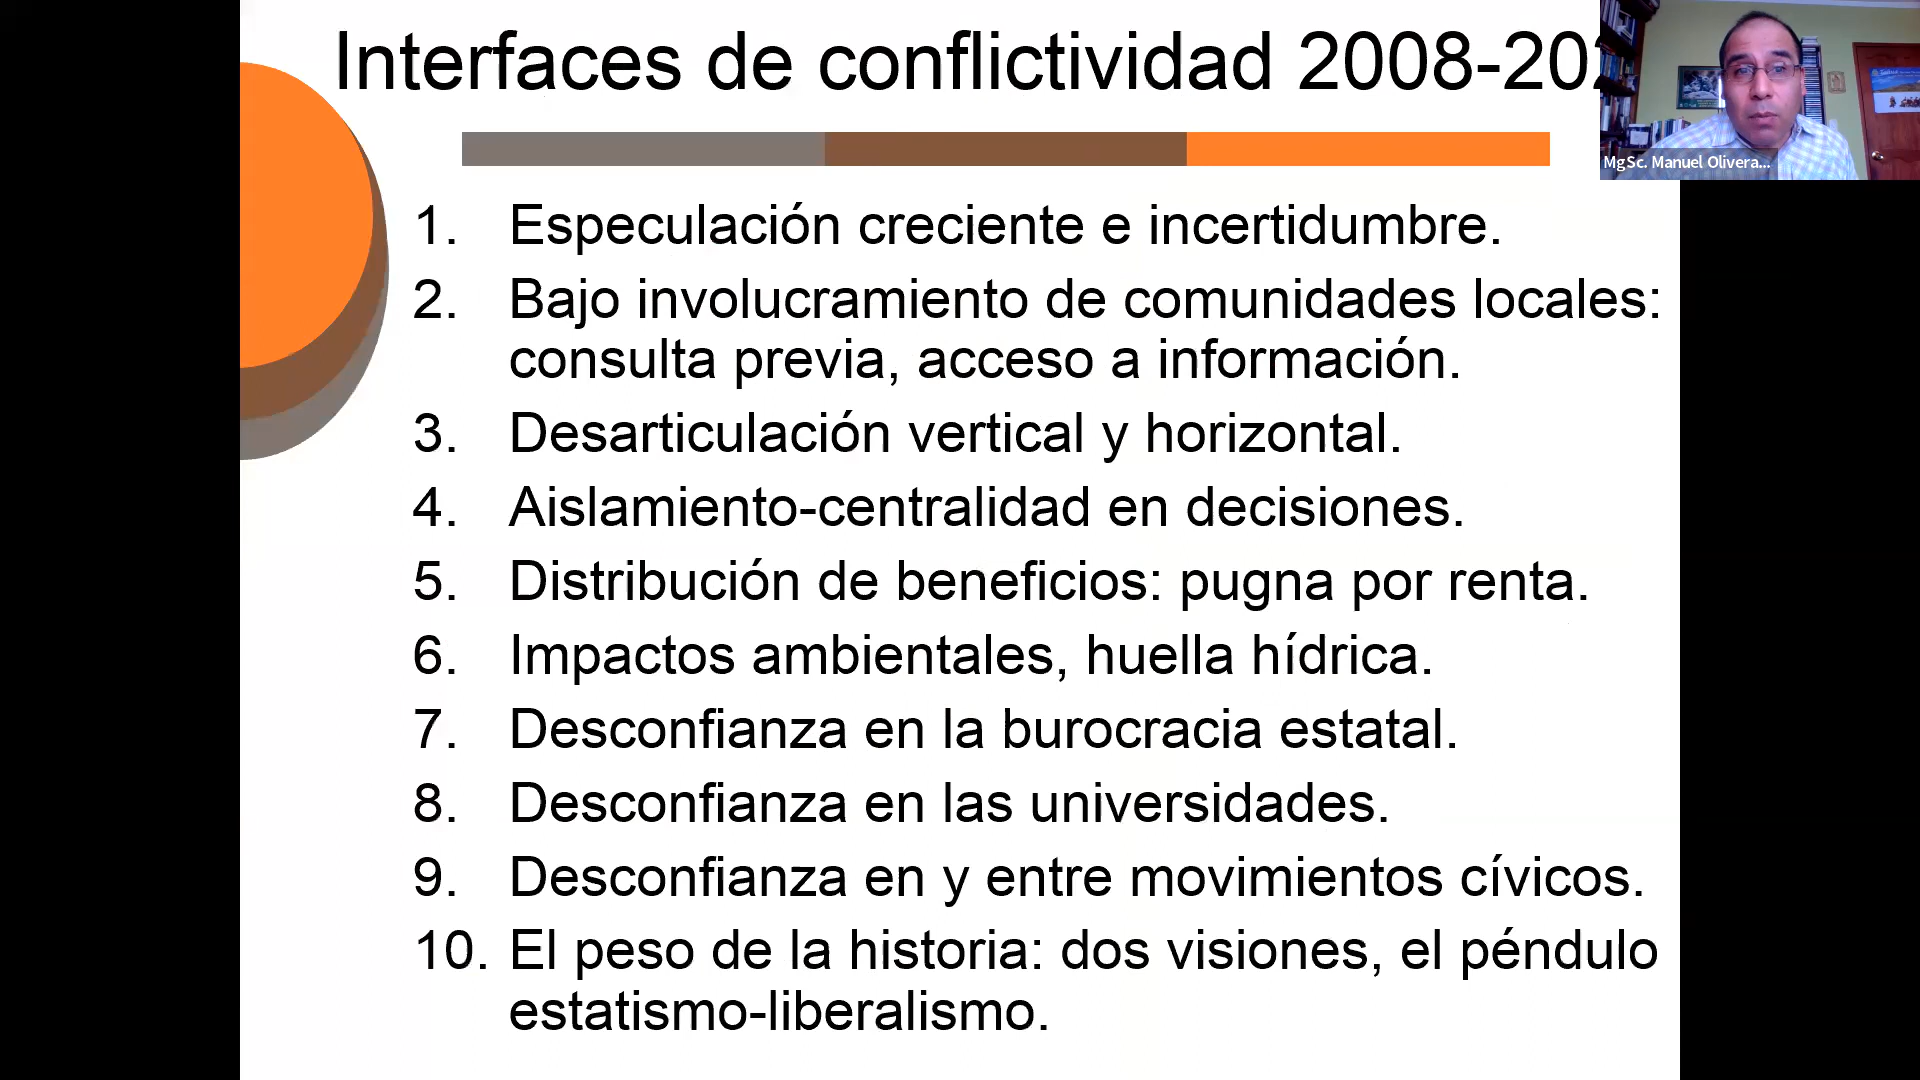 Interfaces de conflictividad 2008-20
MgSc. Manuel Olivera...
1. Especulación creciente e incertidumbre.
2. Bajo involucramiento de comunidades locales:
consulta previa, acceso a información.
3. Desarticulación vertical y horizontal.
4. Aislamiento-centralidad en decisiones.
5. Distribución de beneficios: pugna por renta.
6. Impactos ambientales, huella hídrica.
7. Desconfianza en la burocracia estatal.
8. Desconfianza en las universidades.
9. Desconfianza en y entre movimientos cívicos.
10. El peso de la historia: dos visiones, el péndulo
estatismo-liberalismo.